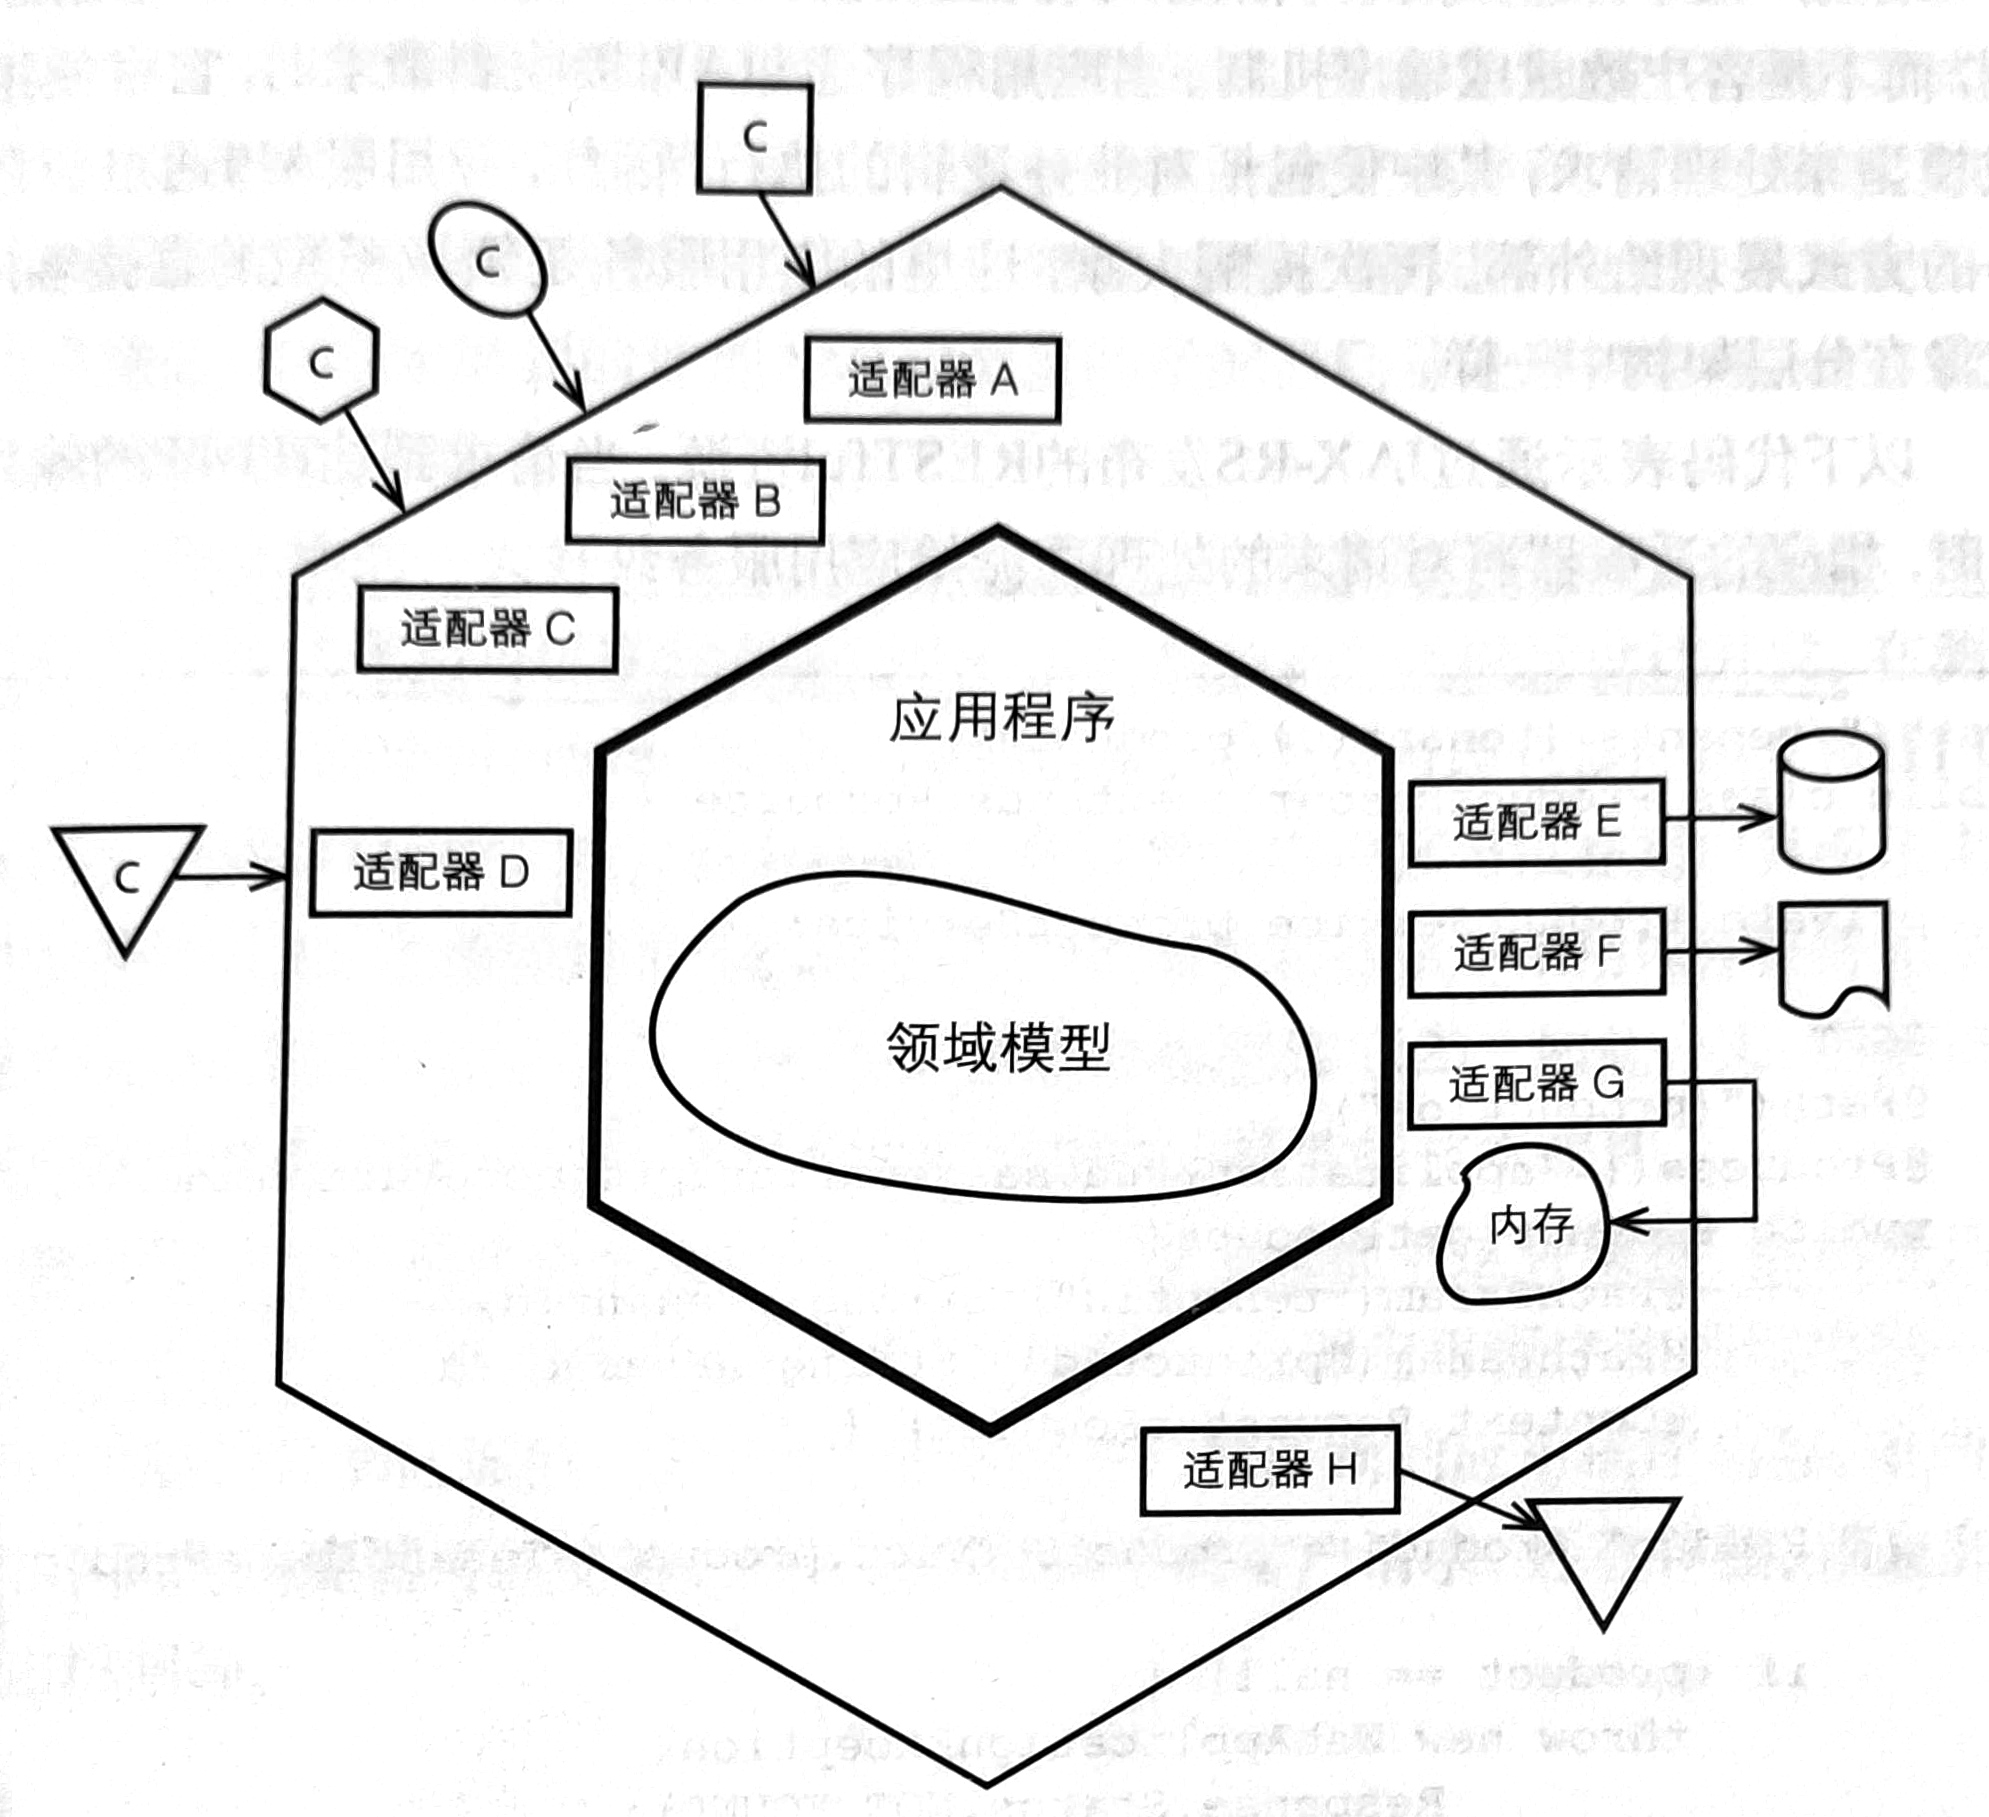 C
C
C
适配器 A
适配器 B
适配器 C
应用程序
适配器 E
C
适配器 D
适配器 F
领域模型
适配器 G
内存
适配器 H